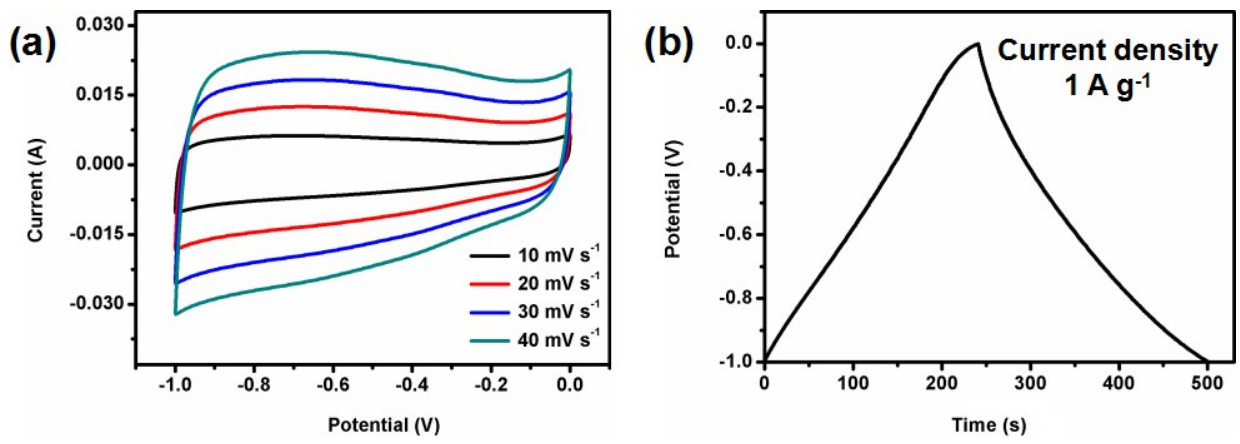 (a)
0.030
0.015
0.000
-0.015
-0.030
Current (A)
10 mV s⁻¹
20 mV s⁻¹
30 mV s⁻¹
40 mV s⁻¹
-1.0 -0.8 -0.6 -0.4 -0.2 0.0
Potential (V)
(b)
Current density
1 A g⁻¹
0.0
-0.2
-0.4
-0.6
-0.8
-1.0
Potential (V)
0 100 200 300 400 500
Time (s)